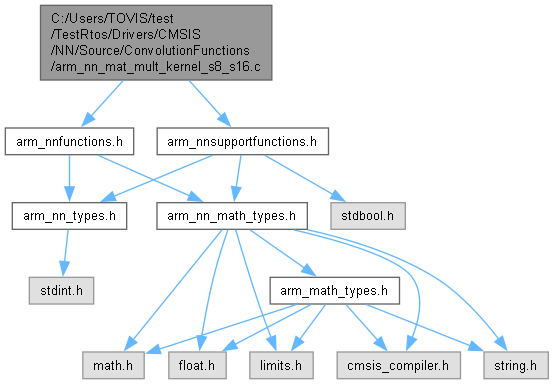 C:/Users/TOVIS/test
/TestRtos/Drivers/CMSIS
/NN/Source/ConvolutionFunctions
/arm_nn_mat_mult_kernel_s8_s16.c
arm_nnfunctions.h
arm_nnsupportfunctions.h
arm_nn_types.h
arm_nn_math_types.h
stdbool.h
stdint.h
arm_math_types.h
math.h
float.h
limits.h
cmsis_compiler.h
string.h